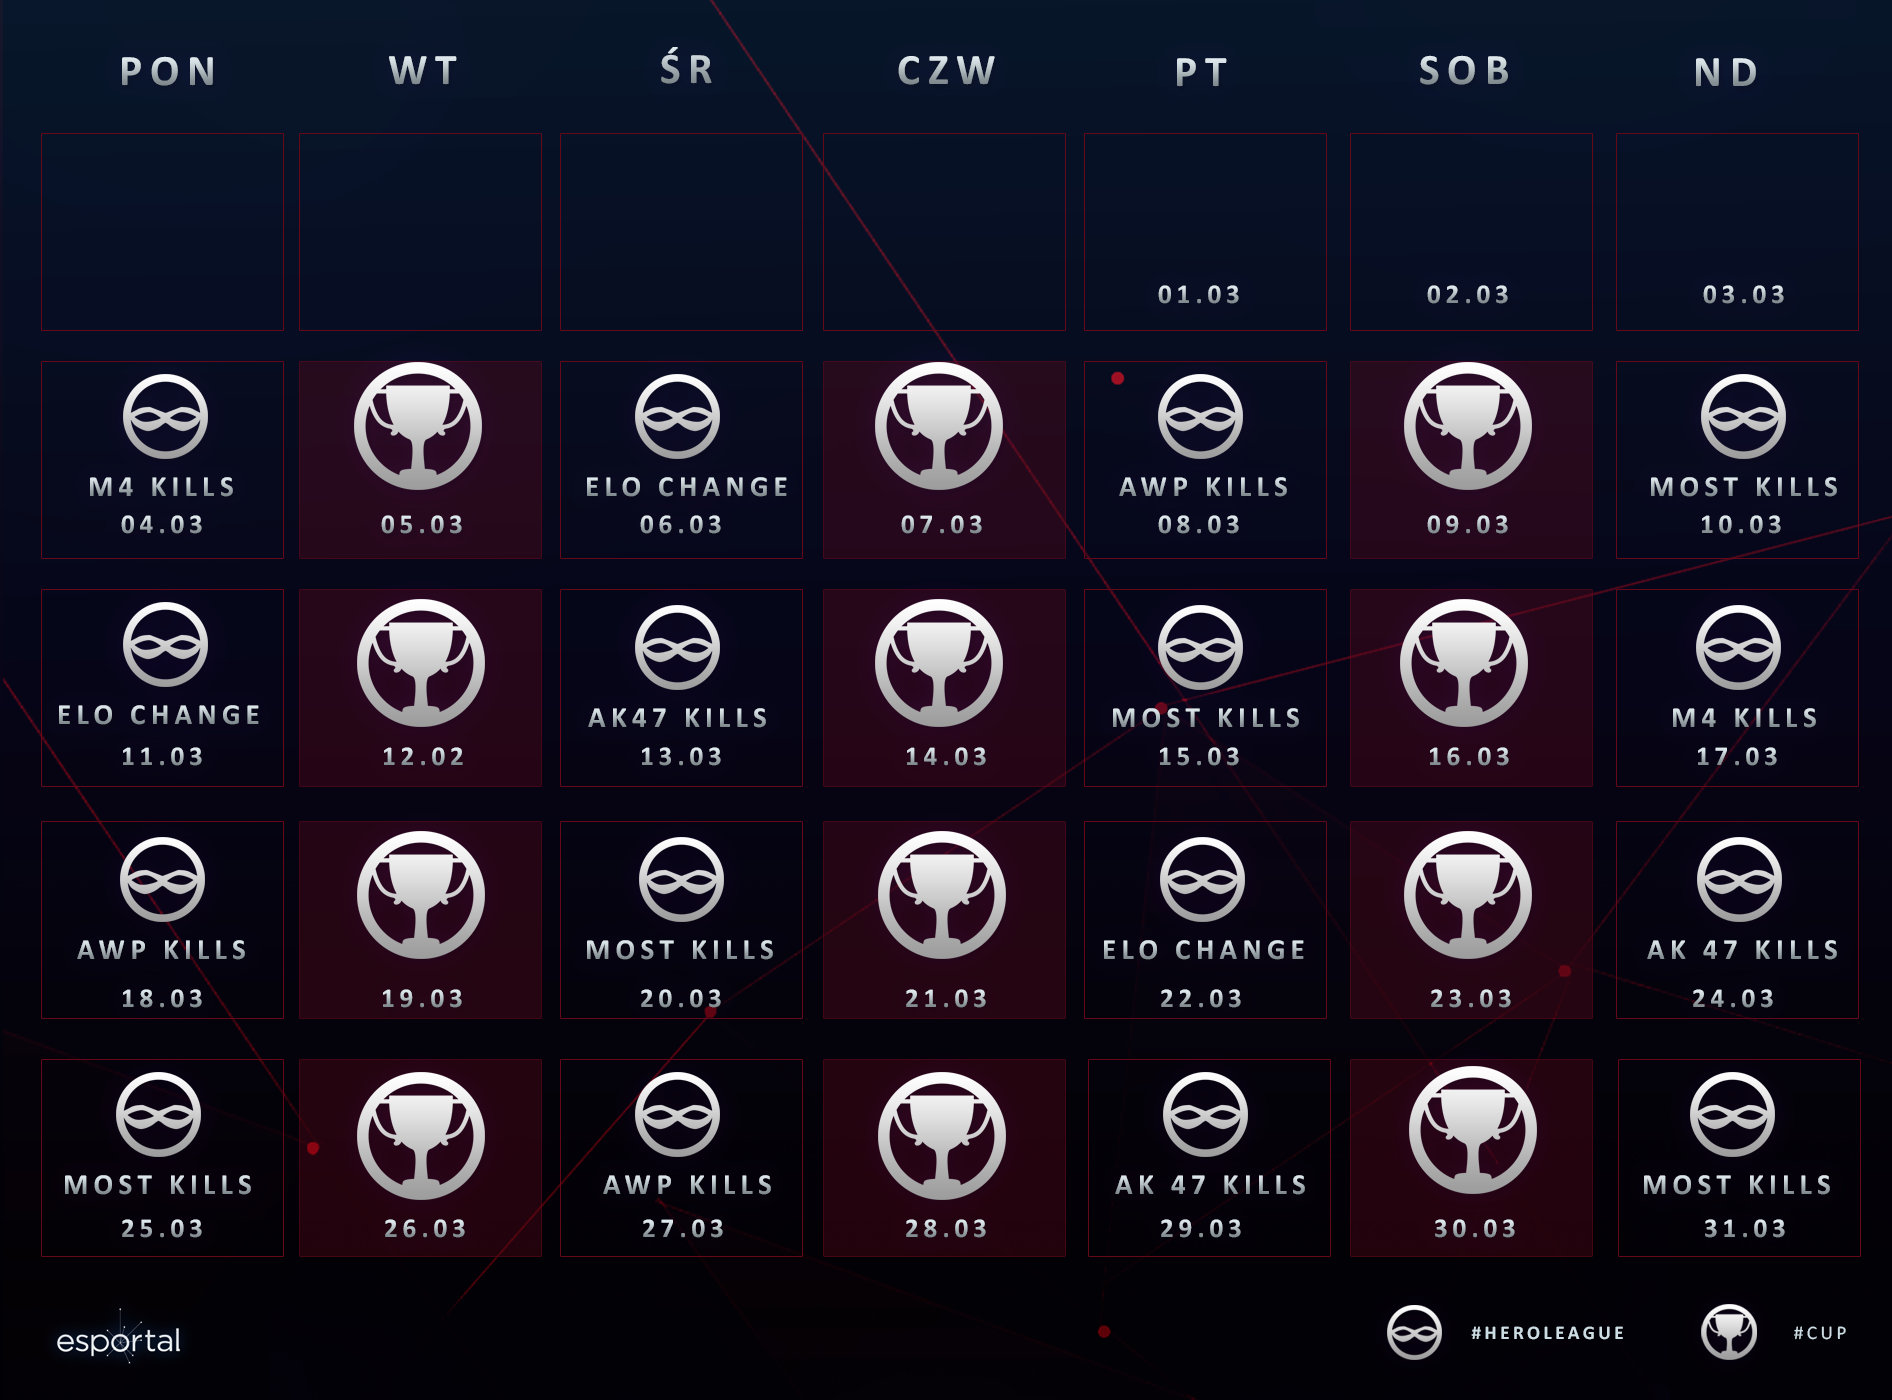 PON WT ŚR CZW PT SOB ND
01.03 02.03 03.03
M4 KILLS ELO CHANGE AWP KILLS MOST KILLS
04.03 05.03 06.03 07.03 08.03 09.03 10.03
ELO CHANGE AK47 KILLS MOST KILLS M4 KILLS
11.03 12.02 13.03 14.03 15.03 16.03 17.03
AWP KILLS MOST KILLS ELO CHANGE AK 47 KILLS
18.03 19.03 20.03 21.03 22.03 23.03 24.03
MOST KILLS AWP KILLS AK 47 KILLS MOST KILLS
25.03 26.03 27.03 28.03 29.03 30.03 31.03
esportal #HEROLEAGUE #CUP